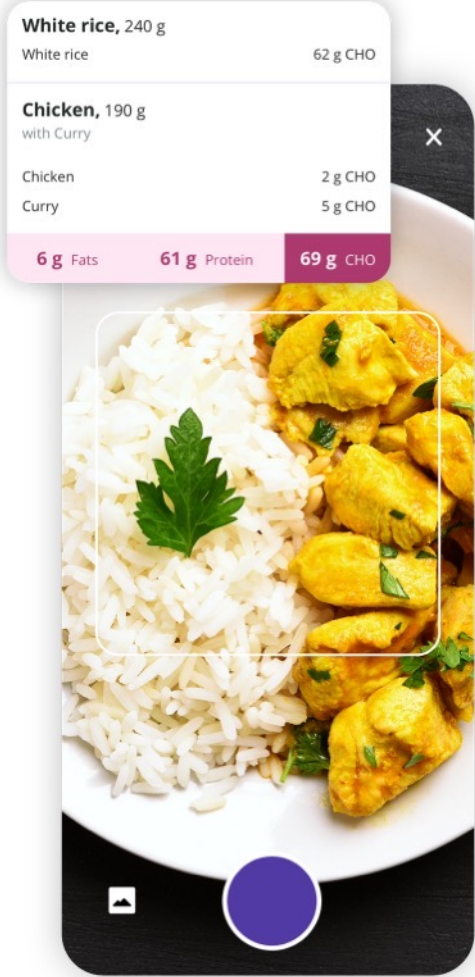 White rice, 240 g
White rice 62 g CHO
Chicken, 190 g
with Curry
Chicken 2 g CHO
Curry 5 g CHO
6 g Fats 61 g Protein 69 g CHO